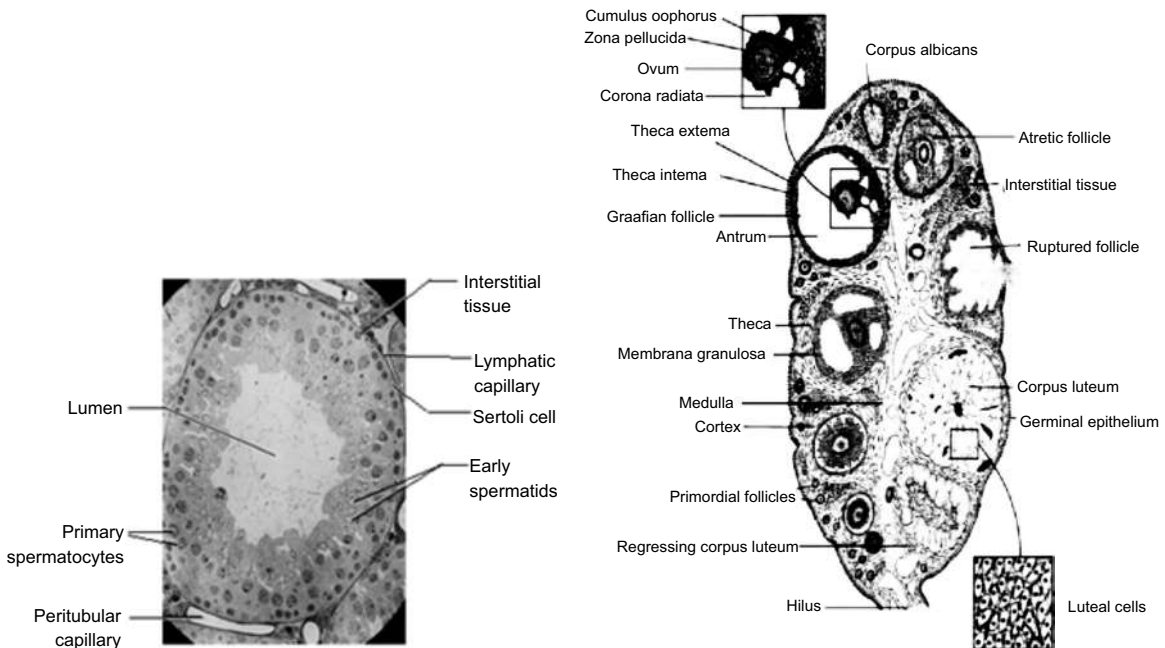 Interstitial
tissue
Lymphatic
capillary
Lumen
Sertoli cell
Early
spermatids
Primary
spermatocytes
Peritubular
capillary
Cumulus oophorus
Zona pellucida
Ovum
Corona radiata
Corpus albicans
Theca extema
Atretic follicle
Theca intema
Interstitial tissue
Graafian follicle
Antrum
Ruptured follicle
Theca
Membrana granulosa
Corpus luteum
Medulla
Germinal epithelium
Cortex
Primordial follicles
Regressing corpus luteum
Hilus
Luteal cells